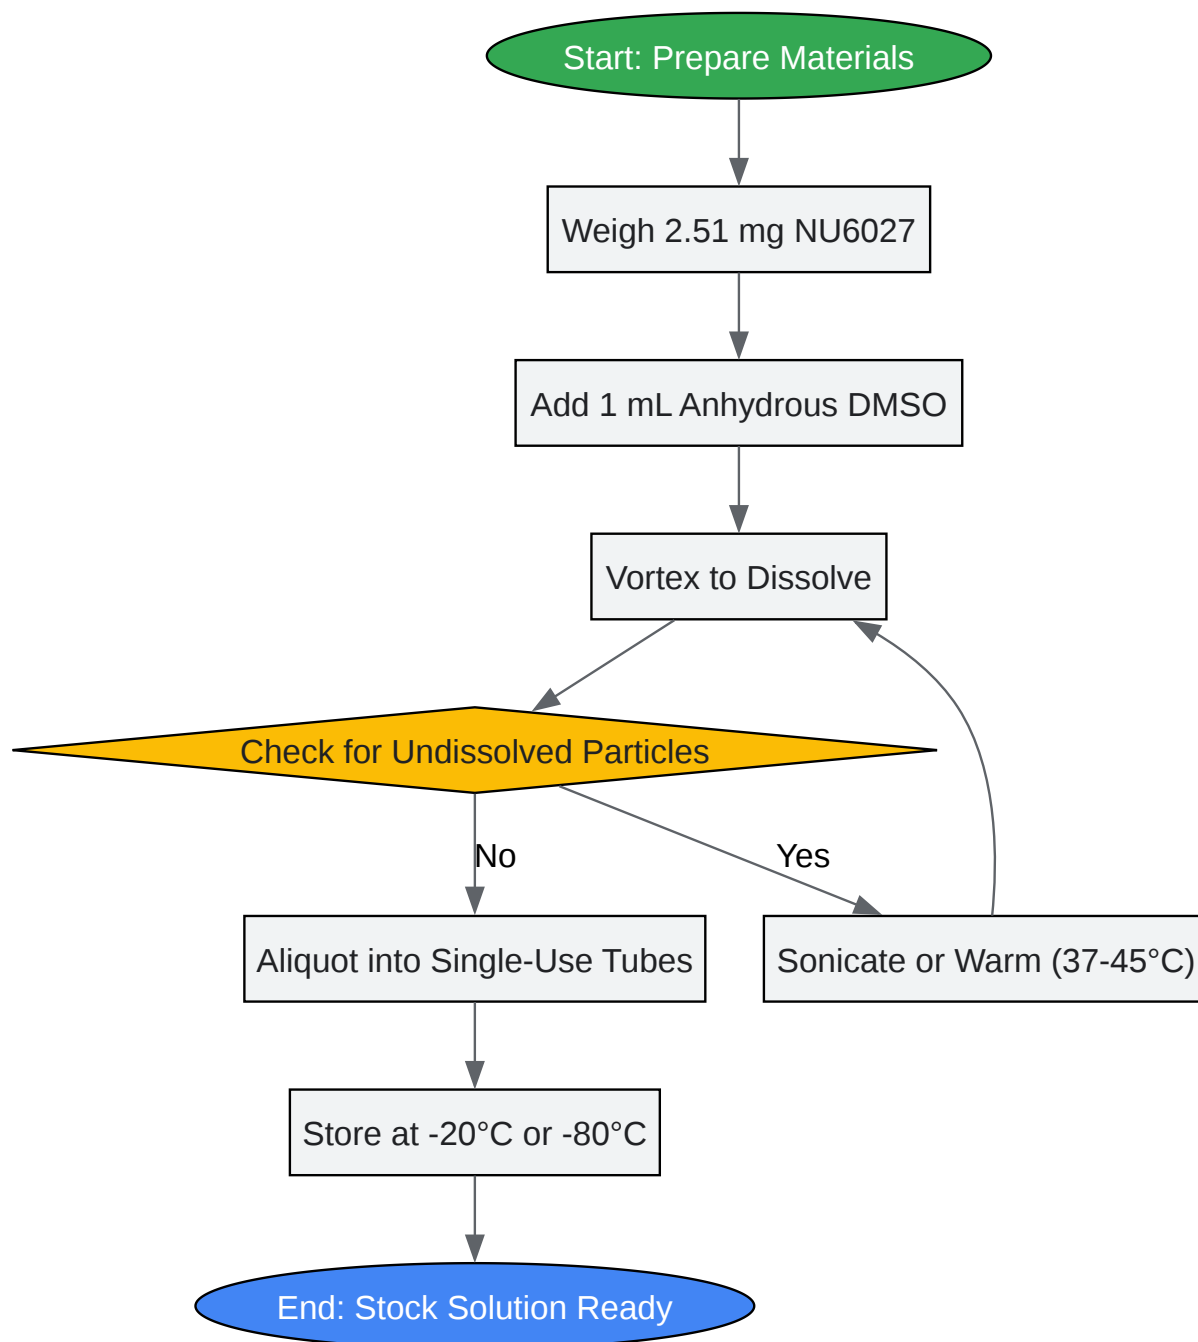 Start: Prepare Materials
Weigh 2.51 mg NU6027
Add 1 mL Anhydrous DMSO
Vortex to Dissolve
Check for Undissolved Particles
No
Yes
Aliquot into Single-Use Tubes
Sonicate or Warm (37-45°C)
Store at -20°C or -80°C
End: Stock Solution Ready